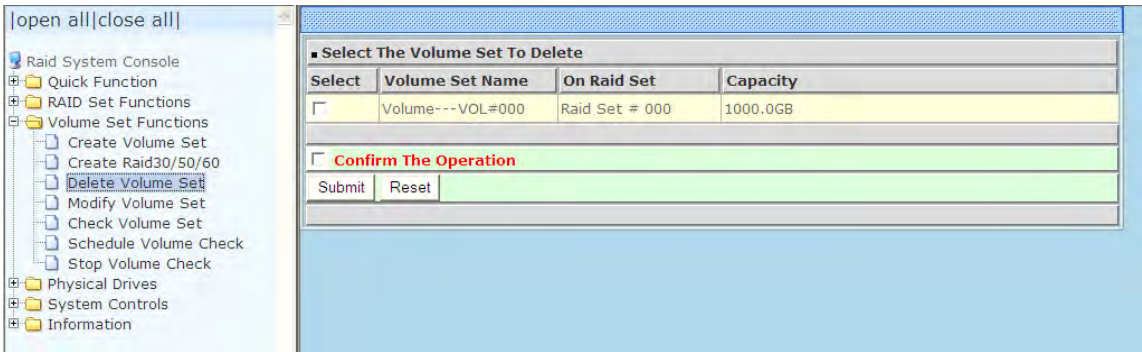 |open all|close all|
Raid System Console
Quick Function
RAID Set Functions
Volume Set Functions
Create Volume Set
Create Raid30/50/60
Delete Volume Set
Modify Volume Set
Check Volume Set
Schedule Volume Check
Stop Volume Check
Physical Drives
System Controls
Information
Select The Volume Set To Delete
Select Volume Set Name On Raid Set Capacity
Volume---VOL#000 Raid Set # 000 1000.0GB
Confirm The Operation
Submit Reset